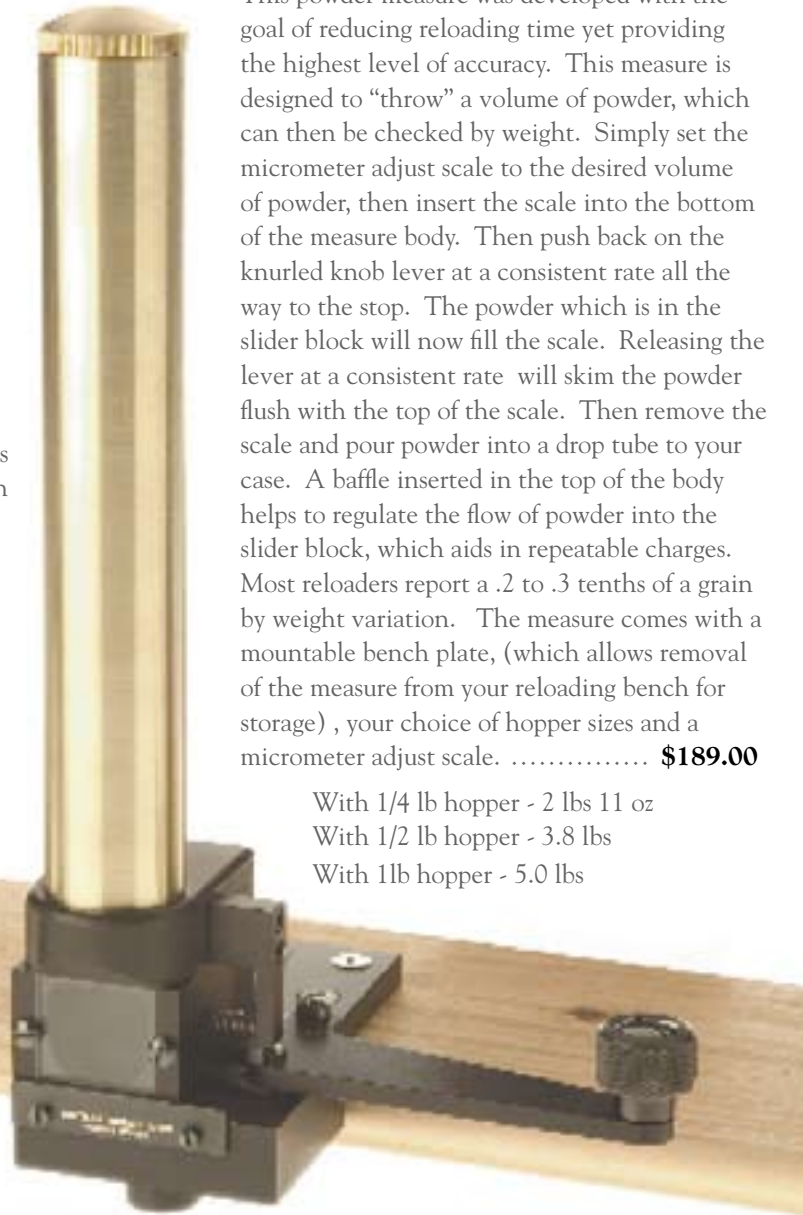 This powder measure was developed with the
goal of reducing reloading time yet providing
the highest level of accuracy. This measure is
designed to “throw” a volume of powder, which
can then be checked by weight. Simply set the
micrometer adjust scale to the desired volume
of powder, then insert the scale into the bottom
of the measure body. Then push back on the
knurled knob lever at a consistent rate all the
way to the stop. The powder which is in the
slider block will now fill the scale. Releasing the
lever at a consistent rate will skim the powder
flush with the top of the scale. Then remove the
scale and pour powder into a drop tube to your
case. A baffle inserted in the top of the body
helps to regulate the flow of powder into the
slider block, which aids in repeatable charges.
Most reloaders report a .2 to .3 tenths of a grain
by weight variation. The measure comes with a
mountable bench plate, (which allows removal
of the measure from your reloading bench for
storage) , your choice of hopper sizes and a
micrometer adjust scale. ............... $189.00
With 1/4 lb hopper - 2 lbs 11 oz
With 1/2 lb hopper - 3.8 lbs
With 1lb hopper - 5.0 lbs